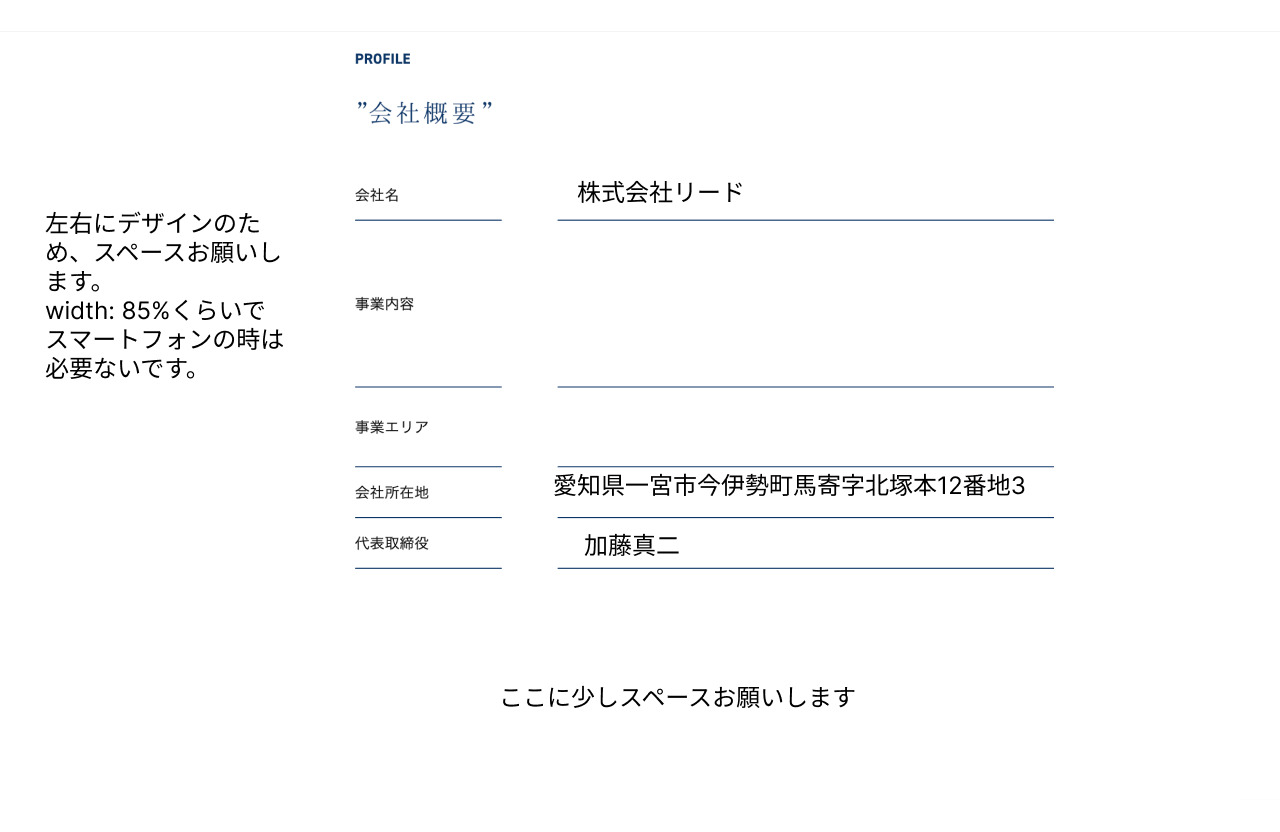 PROFILE
”会社概要”
会社名
株式会社リード
左右にデザインのた
め、スペースお願いし
ます。
width: 85%くらいで
スマートフォンの時は
必要ないです。
事業内容
事業エリア
会社所在地
愛知県一宮市今伊勢町馬寄字北塚本12番地3
代表取締役
加藤真二
ここに少しスペースお願いします